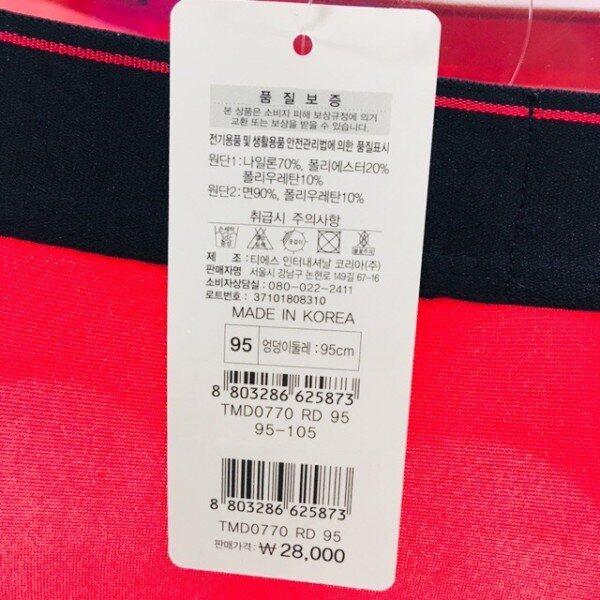 품 질 보 증
본 상품은 소비자 피해 보상규정에 의거
교환 또는 보상을 받을 수 있습니다.
전기용품 및 생활용품 안전관리법에 의한 품질표시
원단1 : 나일론70%, 폴리에스터20%
폴리우레탄10%
원단2 : 면90%, 폴리우레탄10%
취급시 주의사항
제 조 : 티에스 인터내셔날 코리아(주)
판매자명 서울시 강남구 논현로 149길 67-16
소비자상담실 : 080-022-2411
로트번호 : 37101808310
MADE IN KOREA
95 엉덩이둘레 : 95cm
8 803286 625873
TMD0770 RD 95
95-105
8 803286 625873
TMD0770 RD 95
판매가격 : ₩ 28,000